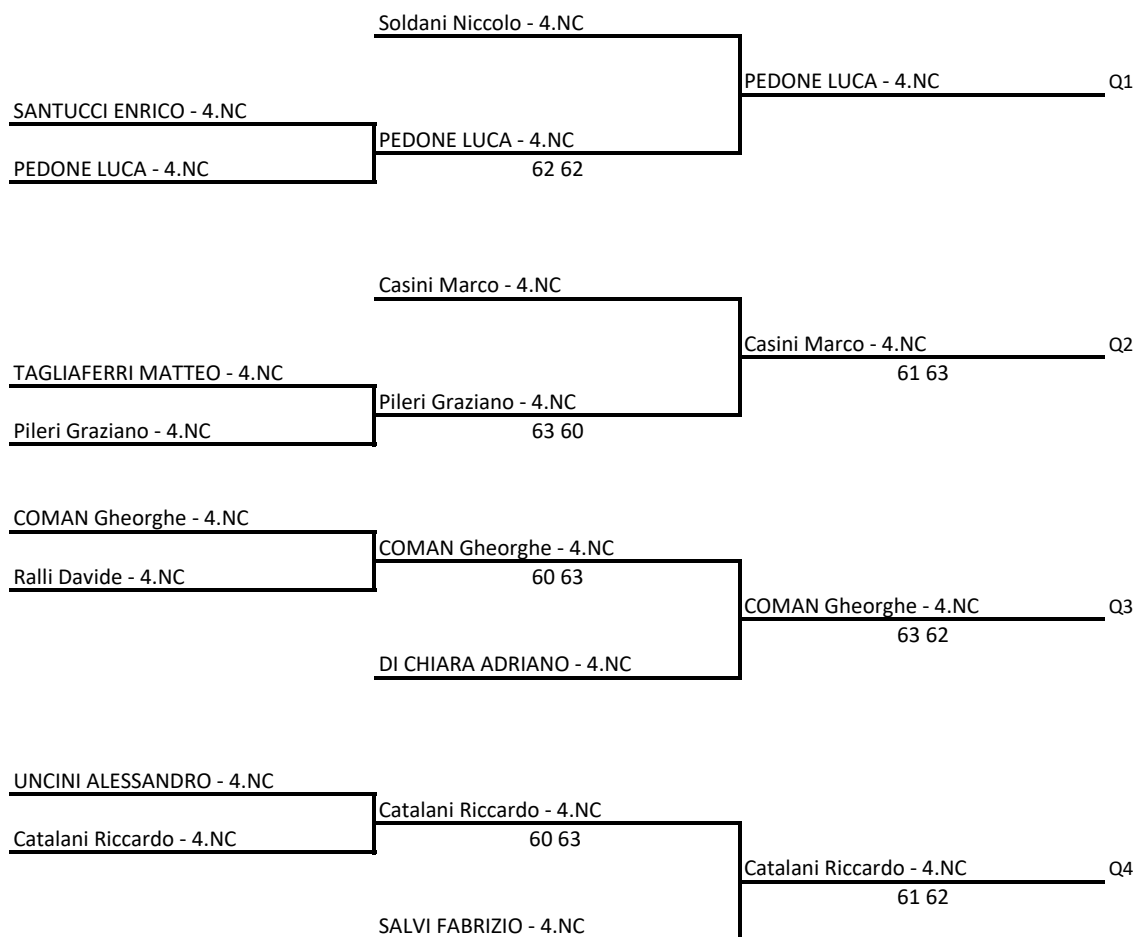 Soldani Niccolo - 4.NC
PEDONE LUCA - 4.NC Q1
SANTUCCI ENRICO - 4.NC
PEDONE LUCA - 4.NC
PEDONE LUCA - 4.NC 62 62
Casini Marco - 4.NC
Casini Marco - 4.NC Q2
TAGLIAFERRI MATTEO - 4.NC 61 63
Pileri Graziano - 4.NC
Pileri Graziano - 4.NC 63 60
COMAN Gheorghe - 4.NC
COMAN Gheorghe - 4.NC
Ralli Davide - 4.NC 60 63
COMAN Gheorghe - 4.NC Q3
63 62
DI CHIARA ADRIANO - 4.NC
UNCINI ALESSANDRO - 4.NC
Catalani Riccardo - 4.NC
Catalani Riccardo - 4.NC 60 63
Catalani Riccardo - 4.NC Q4
61 62
SALVI FABRIZIO - 4.NC